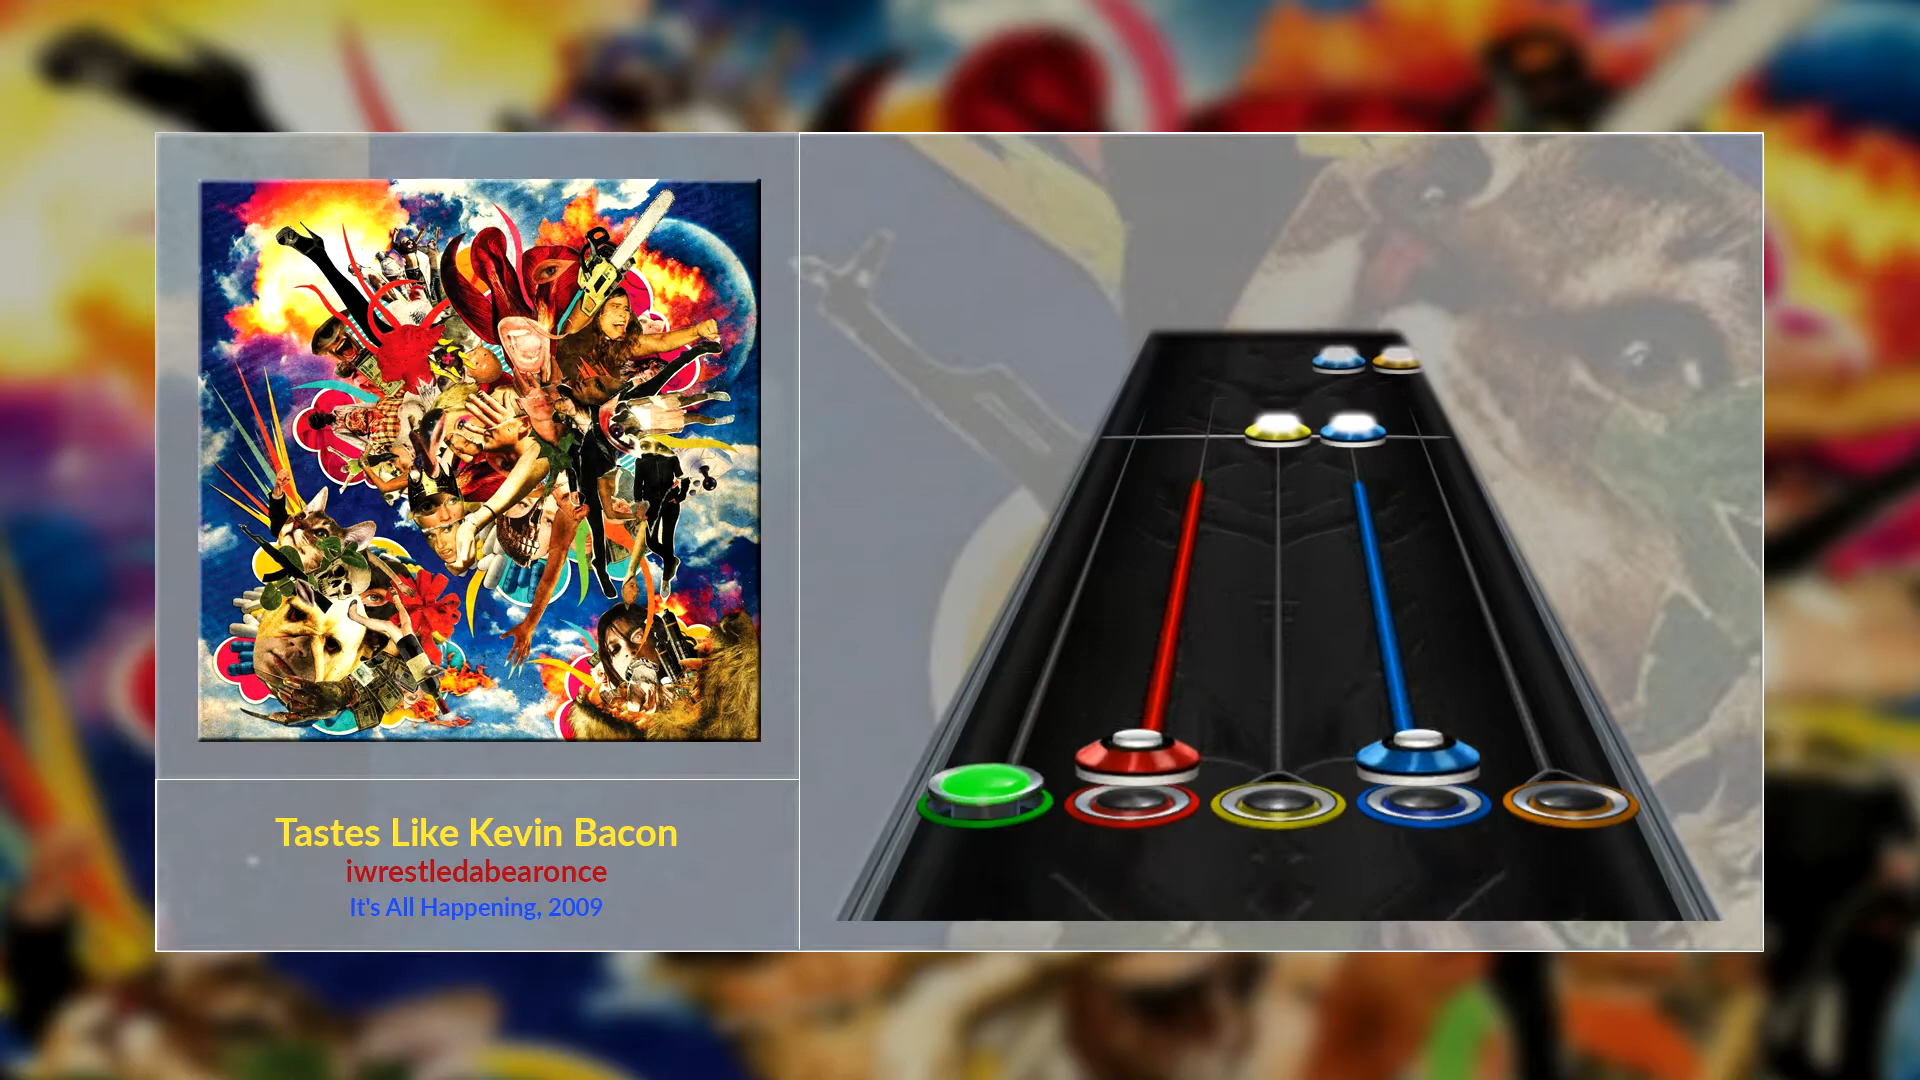 Tastes Like Kevin Bacon
iwrestledabearonce
It's All Happening, 2009